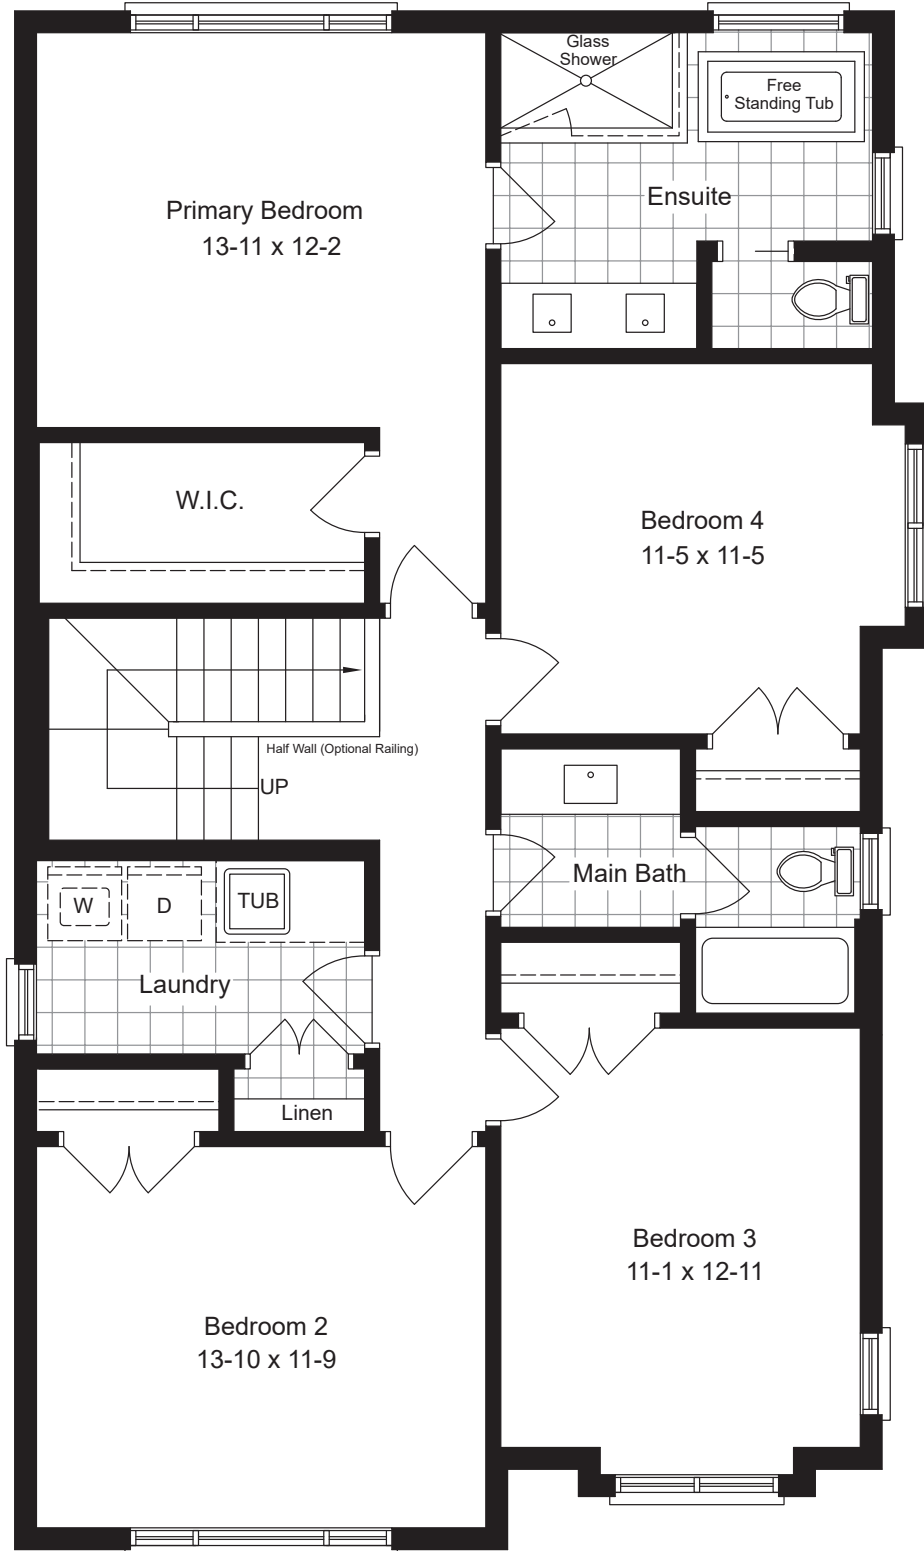 Glass
Shower
Free
Standing Tub
Primary Bedroom
13-11 x 12-2
Ensuite
W.I.C.
Bedroom 4
11-5 x 11-5
Half Wall (Optional Railing)
UP
Main Bath
W
D
TUB
Laundry
Linen
Bedroom 3
11-1 x 12-11
Bedroom 2
13-10 x 11-9